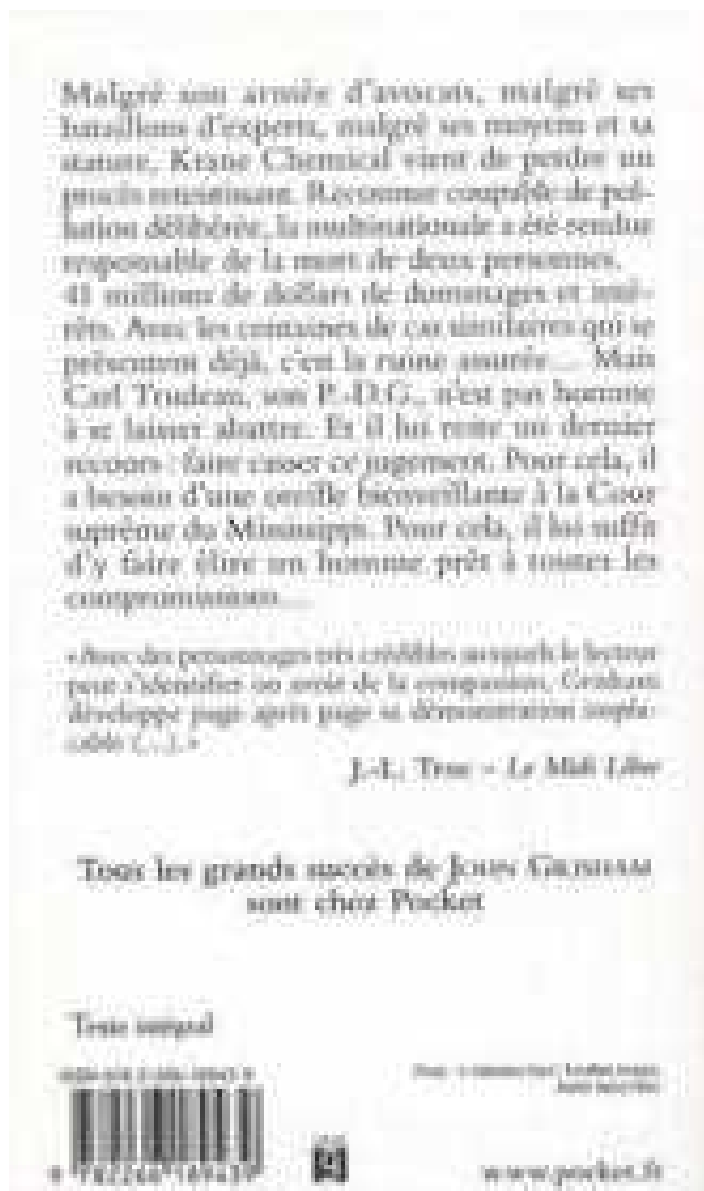 Malgré son armée d'avocats, malgré ses
bataillons d'experts, malgré ses moyens et sa
stature, Krane Chemical vient de perdre un
procès retentissant. Reconnue coupable de pol-
lution délibérée, la multinationale a été rendue
responsable de la mort de deux personnes.
41 millions de dollars de dommages et inté-
rêts. Avec les centaines de cas similaires qui se
présentent déjà, c'est la ruine assurée... Mais
Carl Trudeau, son P.-D.G., n'est pas homme
à se laisser abattre. Et il lui reste un dernier
recours : faire casser ce jugement. Pour cela, il
a besoin d'une oreille bienveillante à la Cour
suprême du Mississippi. Pour cela, il lui suffit
d'y faire élire un homme prêt à toutes les
compromissions...
« Avec des personnages très crédibles auxquels le lecteur
peut s'identifier ou avoir de la compassion, Grisham
développe page après page sa démonstration impla-
cable (...). »
J.-L. Truc – Le Midi Libre
Tous les grands succès de JOHN GRISHAM
sont chez Pocket
Texte intégral
9 782266 189439
www.pocket.fr